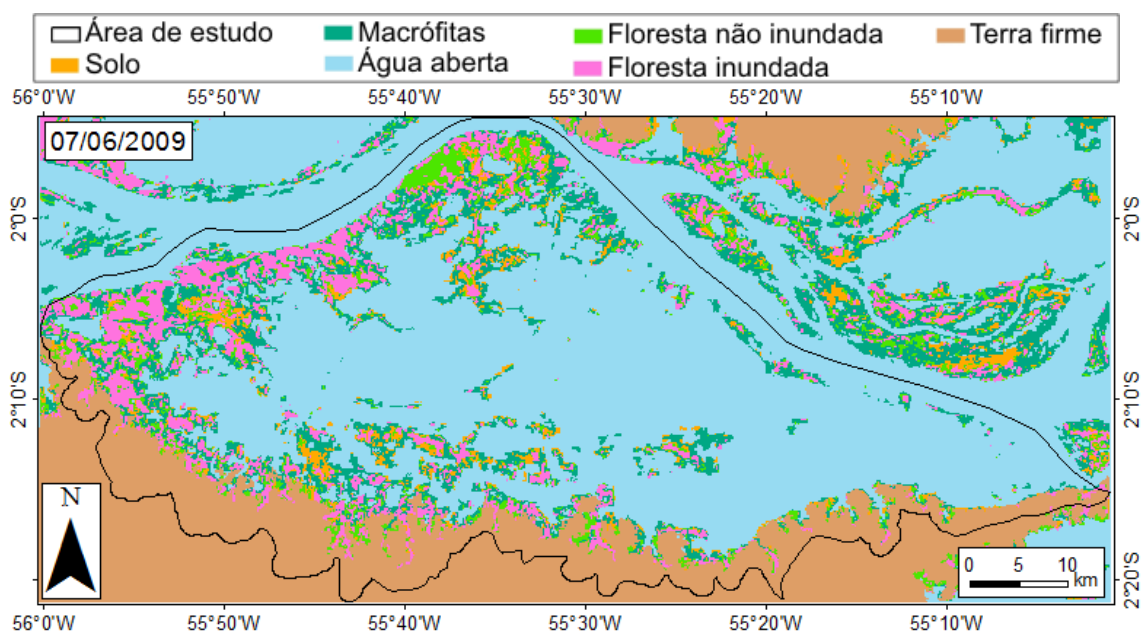 Área de estudo Macrófitas Floresta não inundada Terra firme
Solo Água aberta Floresta inundada
56°0'W 55°50'W 55°40'W 55°30'W 55°20'W 55°10'W
07/06/2009
2°0'S 2°0'S
2°10'S 2°10'S
2°20'S
N
0 5 10
km
56°0'W 55°50'W 55°40'W 55°30'W 55°20'W 55°10'W